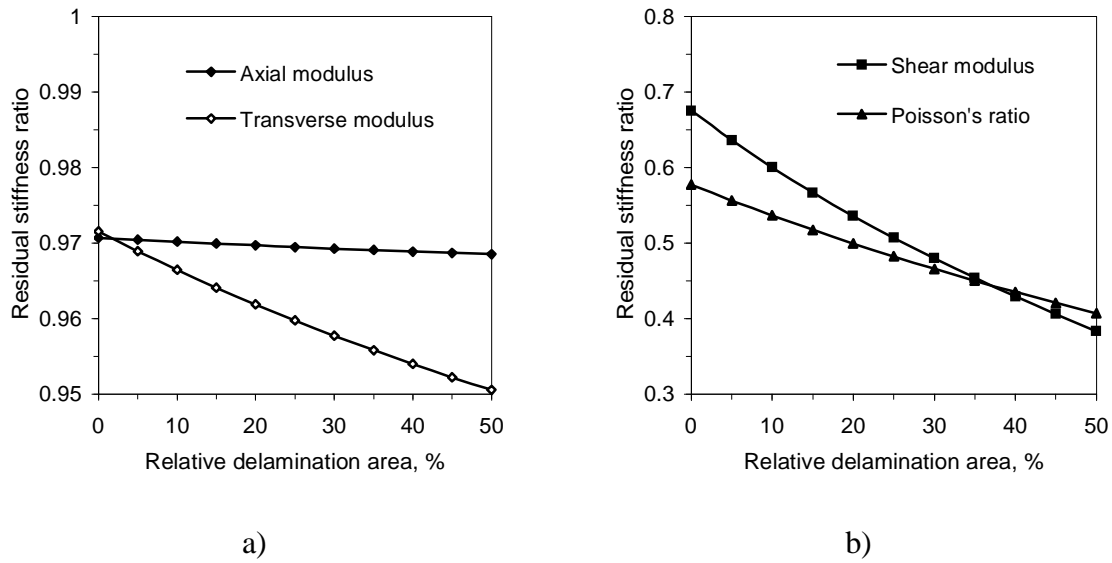 1
0.99
0.98
0.97
0.96
0.95
Residual stiffness ratio
Axial modulus
Transverse modulus
0 10 20 30 40 50
Relative delamination area, %
a)
0.8
0.7
0.6
0.5
0.4
0.3
Residual stiffness ratio
Shear modulus
Poisson's ratio
0 10 20 30 40 50
Relative delamination area, %
b)